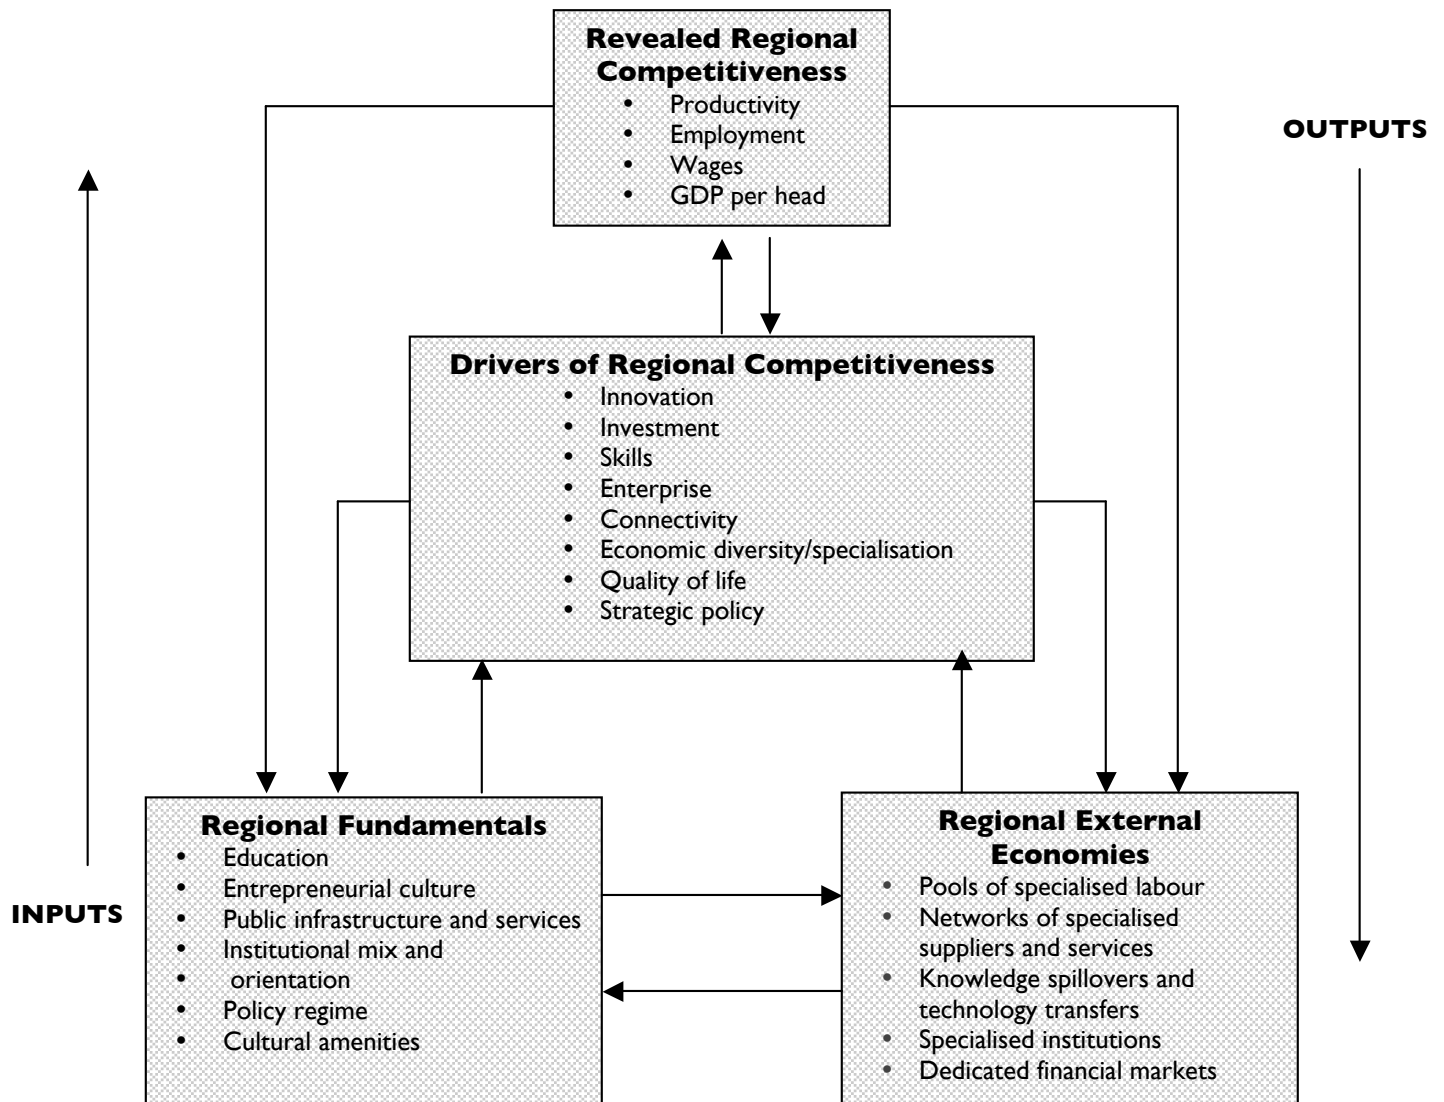 Revealed Regional
Competitiveness
• Productivity
• Employment
• Wages
• GDP per head
OUTPUTS
Drivers of Regional Competitiveness
• Innovation
• Investment
• Skills
• Enterprise
• Connectivity
• Economic diversity/specialisation
• Quality of life
• Strategic policy
INPUTS
Regional Fundamentals
• Education
• Entrepreneurial culture
• Public infrastructure and services
• Institutional mix and
• orientation
• Policy regime
• Cultural amenities
Regional External
Economies
• Pools of specialised labour
• Networks of specialised
suppliers and services
• Knowledge spillovers and
technology transfers
• Specialised institutions
• Dedicated financial markets